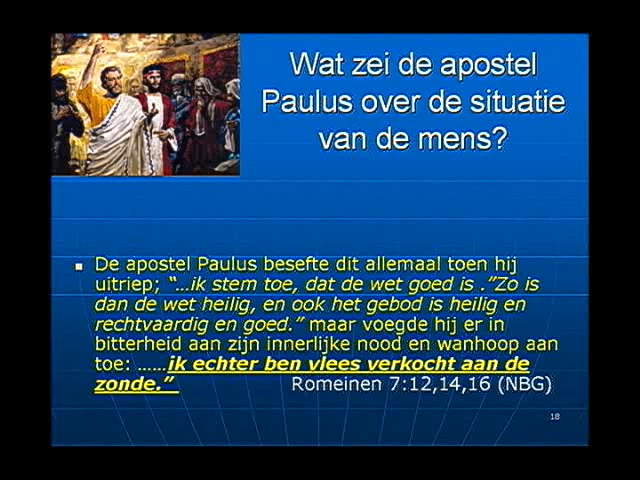 Wat zei de apostel
Paulus over de situatie
van de mens?
De apostel Paulus besefte dit allemaal toen hij
uitriep; “…ik stem toe, dat de wet goed is .”Zo is
dan de wet heilig, en ook het gebod is heilig en
rechtvaardig en goed.” maar voegde hij er in
bitterheid aan zijn innerlijke nood en wanhoop aan
toe: ……ik echter ben vlees verkocht aan de
zonde.” Romeinen 7:12,14,16 (NBG)
18